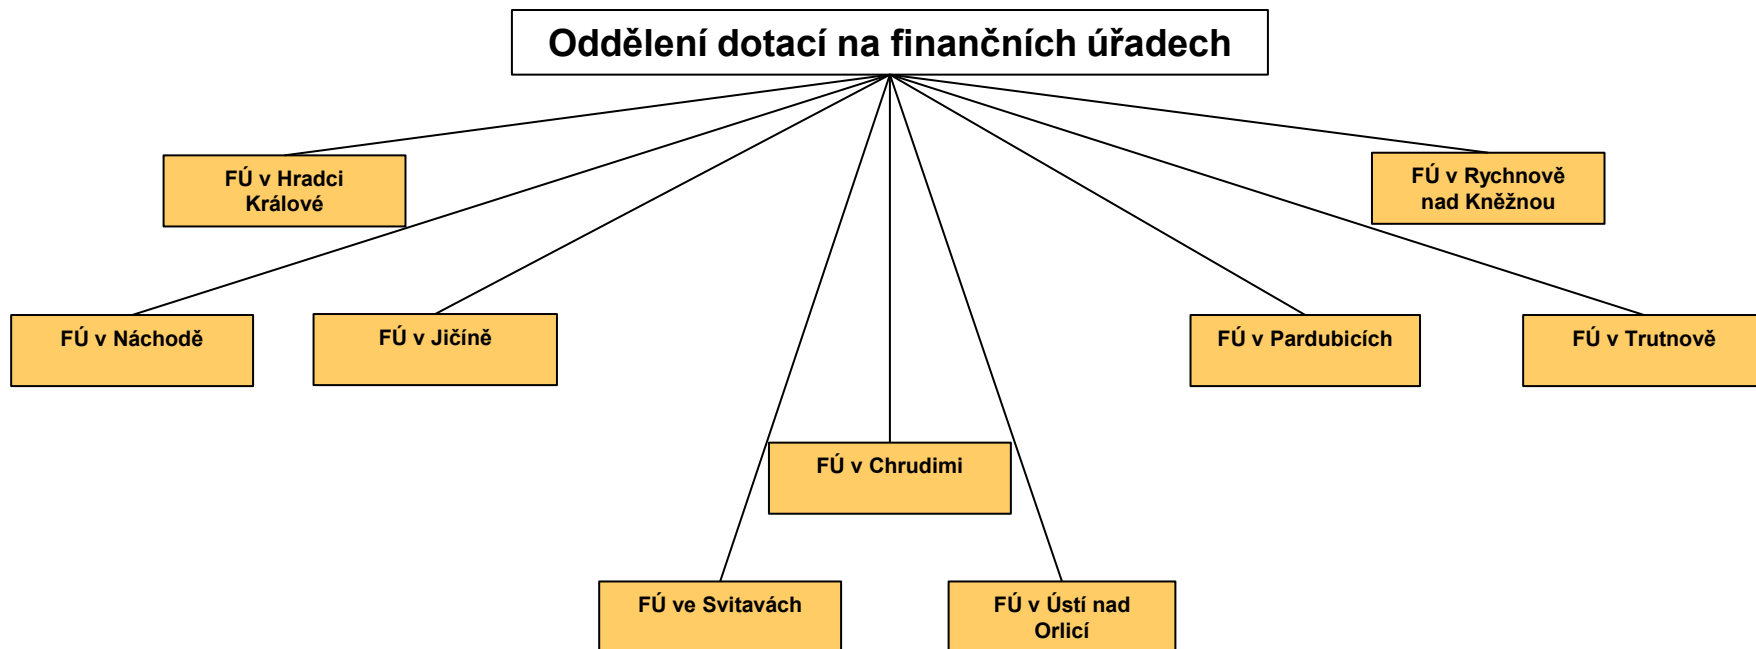 Oddělení dotací na finančních úřadech
FÚ v Hradci
Králové
FÚ v Rychnově
nad Kněžnou
FÚ v Náchodě
FÚ v Jičíně
FÚ v Pardubicích
FÚ v Trutnově
FÚ v Chrudimi
FÚ ve Svitavách
FÚ v Ústí nad
Orlicí